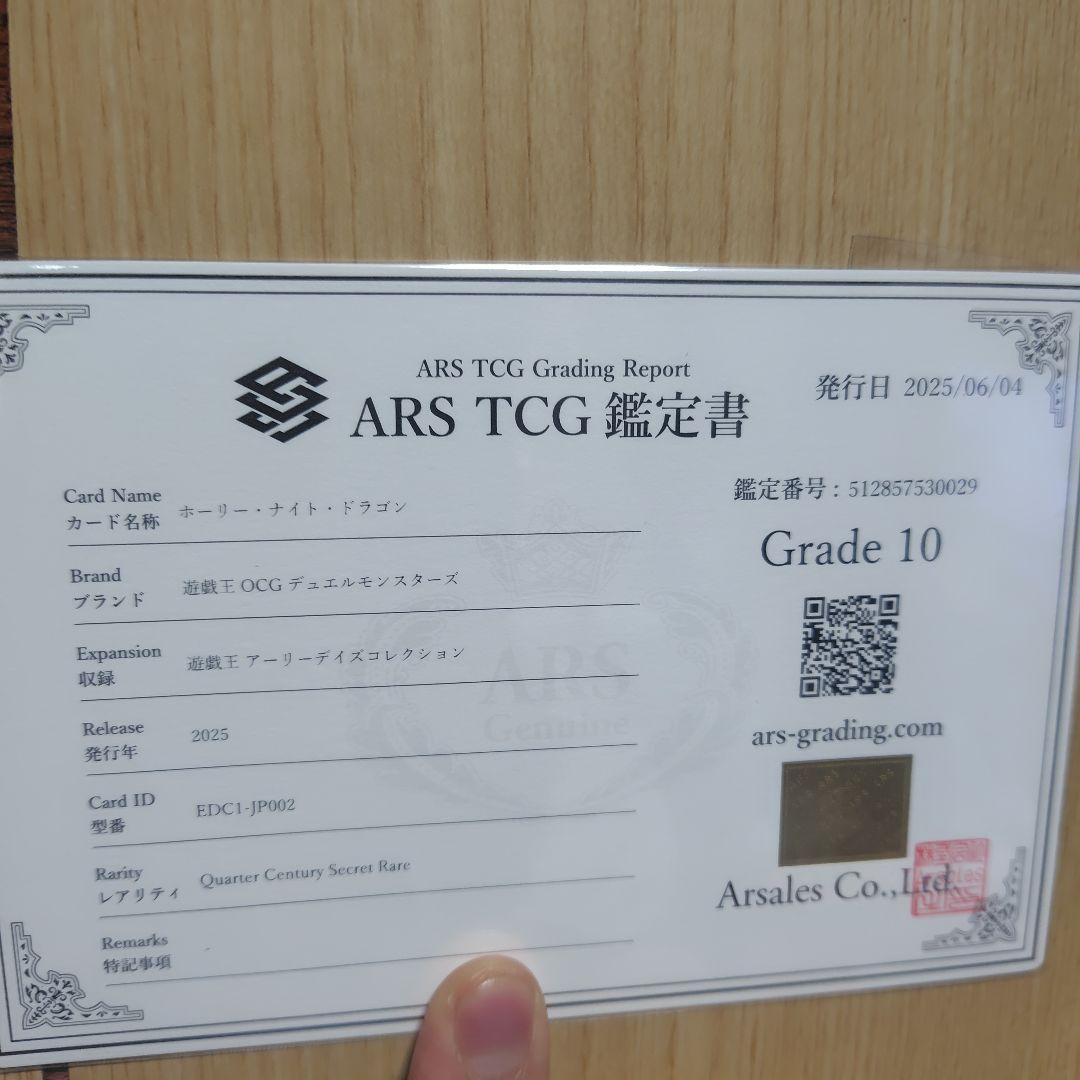 ARS TCG Grading Report
ARS TCG 鑑定書
発行日 2025/06/04
鑑定番号 : 512857530029
Grade 10
Card Name
カード名称
ホーリー・ナイト・ドラゴン
Brand
ブランド
遊戯王 OCG デュエルモンスターズ
Expansion
収録
遊戯王 アーリーデイズコレクション
Release
発行年
2025
Card ID
型番
EDC1-JP002
Rarity
レアリティ
Quarter Century Secret Rare
Remarks
特記事項
-
ARS
Genuine
ars-grading.com
Arsales Co.,Ltd.